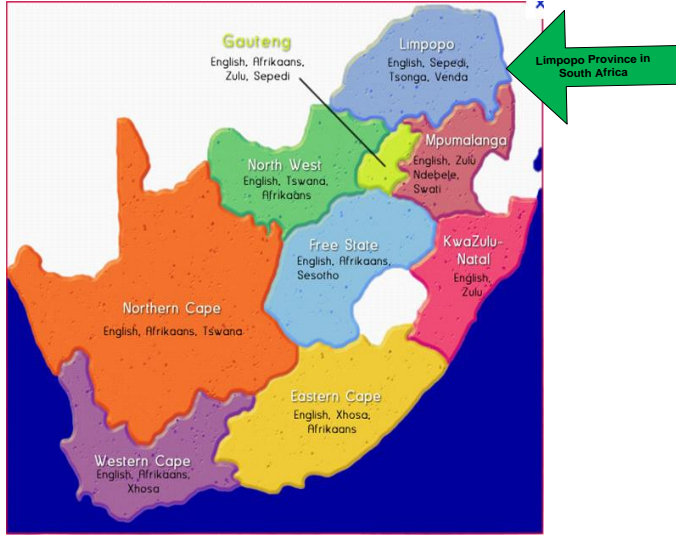 Gauteng
English, Afrikaans,
Zulu, Sepedi
Limpopo
English, Sepedi,
Tsonga, Venda
Limpopo Province in
South Africa
Mpumalanga
English, Zulu
Ndebele,
Swati
North West
English, Tswana,
Afrikaans
Free State
English, Afrikaans,
Sesotho
KwaZulu-
Natal
English,
Zulu
Northern Cape
English, Afrikaans, Tswana
Eastern Cape
English, Xhosa,
Afrikaans
Western Cape
English, Afrikaans,
Xhosa